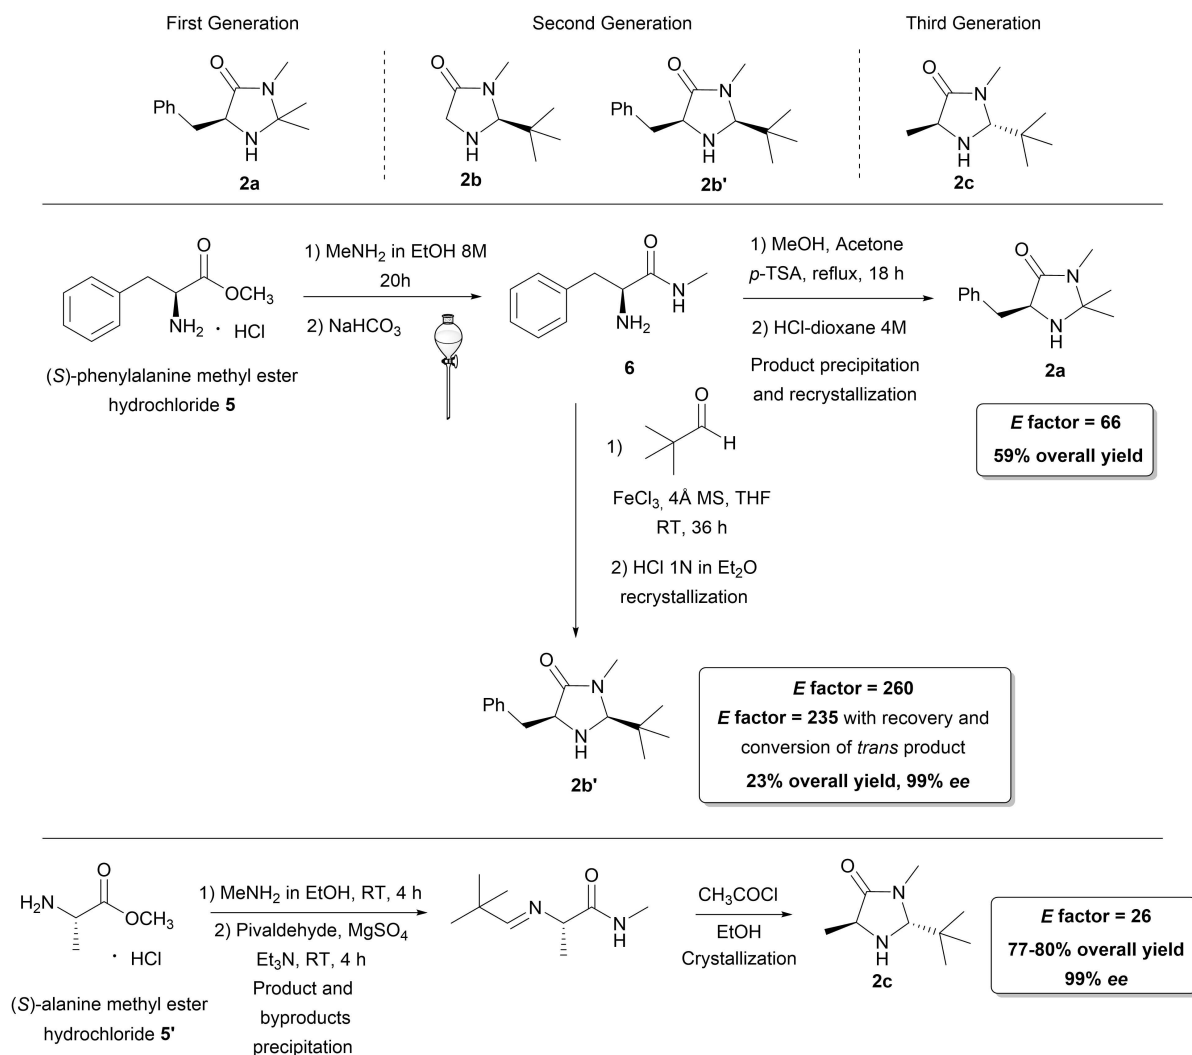 First Generation
Second Generation
Third Generation
O
N
Ph
N
H
2a
O
N
N
H
2b
O
N
Ph
N
H
2b'
O
N
N
H
2c
O
OCH3
NH2 · HCl
(S)-phenylalanine methyl ester
hydrochloride 5
1) MeNH2 in EtOH 8M
20h
2) NaHCO3
O
N
H
NH2
6
1) MeOH, Acetone
p-TSA, reflux, 18 h
2) HCl-dioxane 4M
Product precipitation
and recrystallization
O
N
Ph
N
H
2a
E factor = 66
59% overall yield
O
1)
H
FeCl3, 4Å MS, THF
RT, 36 h
2) HCl 1N in Et2O
recrystallization
O
N
Ph
N
H
2b'
E factor = 260
E factor = 235 with recovery and
conversion of trans product
23% overall yield, 99% ee
O
H2N
OCH3
· HCl
(S)-alanine methyl ester
hydrochloride 5'
1) MeNH2 in EtOH, RT, 4 h
2) Pivaldehyde, MgSO4
Et3N, RT, 4 h
Product and
byproducts
precipitation
O
N
N
H
CH3COCl
EtOH
Crystallization
O
N
N
H
2c
E factor = 26
77-80% overall yield
99% ee